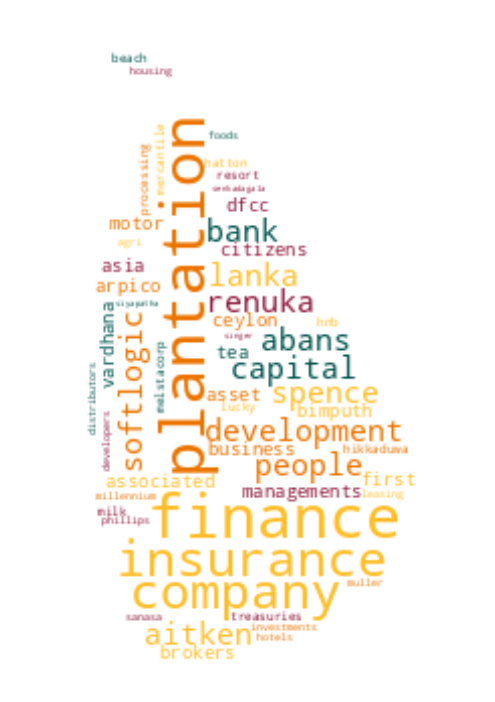 beach
housing
plantation
foods
mercantile
processing
hatton
resort
senkadagala
dfcc
motor
bank
agri
citizens
asia
lanka
arpico
siyapatha
renuka
vardhana
softlogic
ceylon
hnb
singer
abans
melstacorp
tea
capital
distributors
asset
spence
lucky
bimputh
developers
development
business
hikkaduwa
people
associated
first
managements
leasing
millennium
milk
phillips
finance
insurance
muller
company
sanasa
treasuries
aitken
investments
hotels
brokers